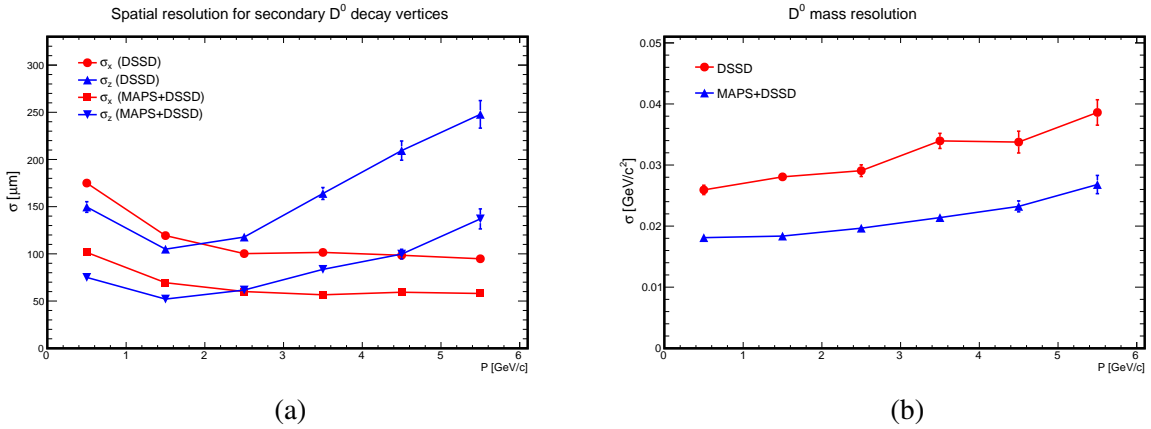 Spatial resolution for secondary D⁰ decay vertices
σ [μm]
300
250
200
150
100
50
0
σₓ (DSSD)
σ_z (DSSD)
σₓ (MAPS+DSSD)
σ_z (MAPS+DSSD)
0 1 2 3 4 5 6
P [GeV/c]
(a)
D⁰ mass resolution
σ [GeV/c²]
0.05
0.04
0.03
0.02
0.01
0
DSSD
MAPS+DSSD
0 1 2 3 4 5 6
P [GeV/c]
(b)